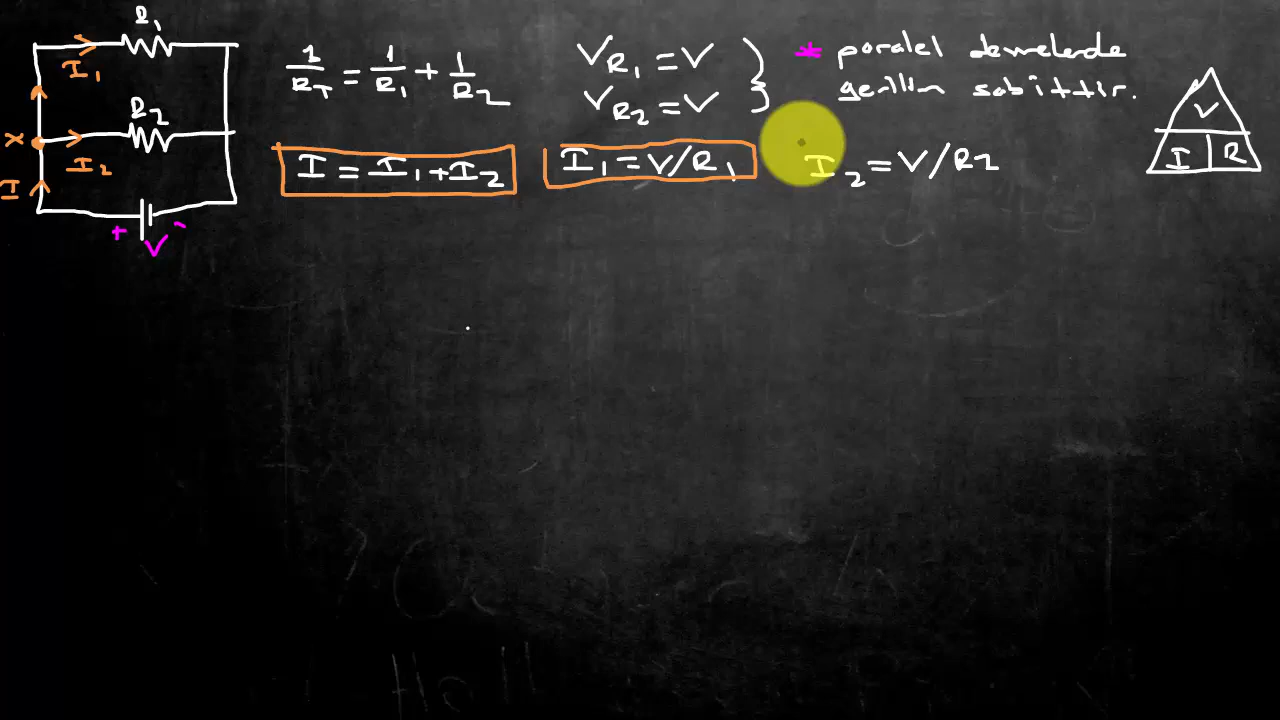 R1
I1
R2
X
I2
I
+ -
V
1/RT = 1/R1 + 1/R2
I = I1 + I2
VR1 = V
VR2 = V
I1 = V/R1
* paralel devrelerde
gerilim sabittir.
I2 = V/R2
V
I R